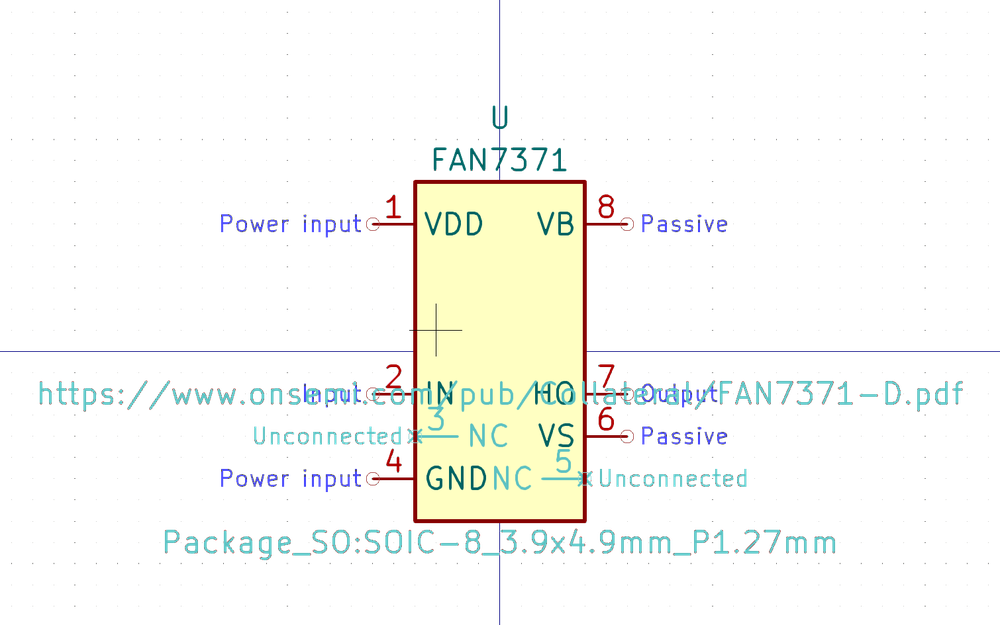 U
FAN7371
Power input 1 VDD VB 8 Passive
Input 2 IN HO 7 Output
https://www.onsemi.com/pub/Collateral/FAN7371-D.pdf
Unconnected 3 NC VS 6 Passive
Power input 4 GND NC 5 Unconnected
Package_SO:SOIC-8_3.9x4.9mm_P1.27mm